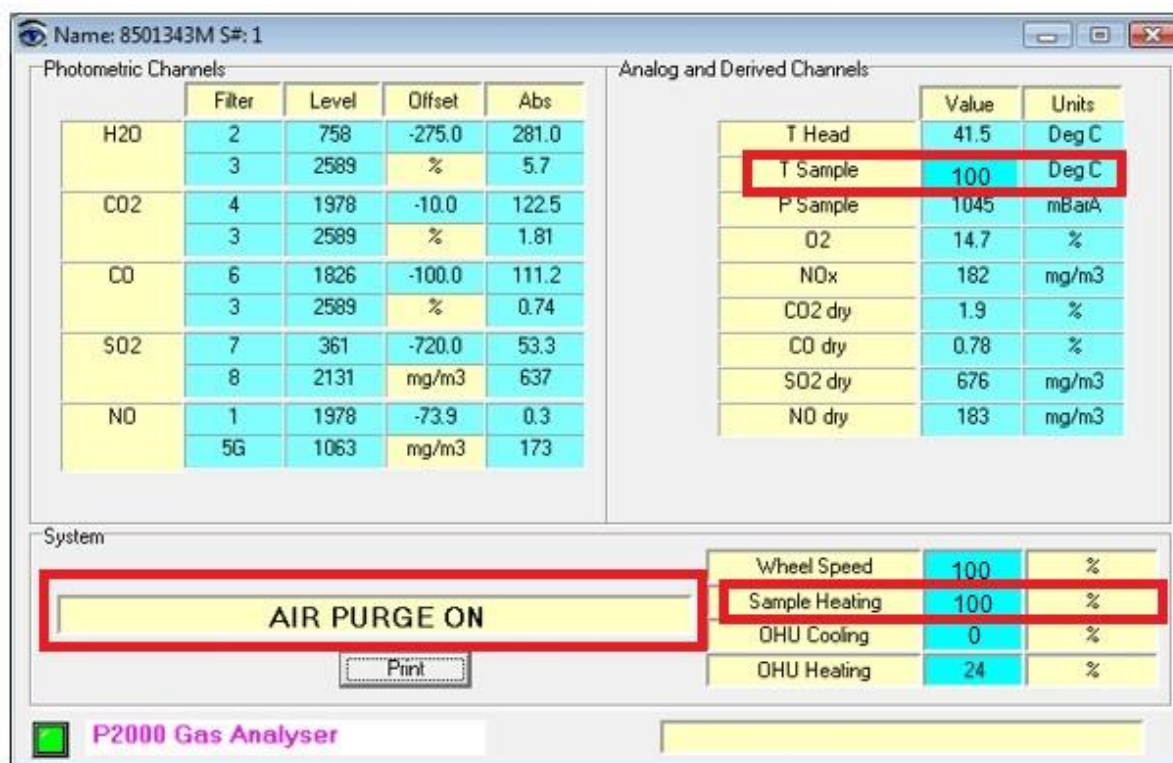 Name: 8501343M S#: 1
Photometric Channels
Filter Level Offset Abs
H2O 2 758 -275.0 281.0
3 2589 % 5.7
CO2 4 1978 -10.0 122.5
3 2589 % 1.81
CO 6 1826 -100.0 111.2
3 2589 % 0.74
SO2 7 361 -720.0 53.3
8 2131 mg/m3 637
NO 1 1978 -73.9 0.3
5G 1063 mg/m3 173
Analog and Derived Channels
Value Units
T Head 41.5 Deg C
T Sample 100 Deg C
P Sample 1045 mBarA
O2 14.7 %
NOx 182 mg/m3
CO2 dry 1.9 %
CO dry 0.78 %
SO2 dry 676 mg/m3
NO dry 183 mg/m3
System
AIR PURGE ON
Print
Wheel Speed 100 %
Sample Heating 100 %
OHU Cooling 0 %
OHU Heating 24 %
P2000 Gas Analyser